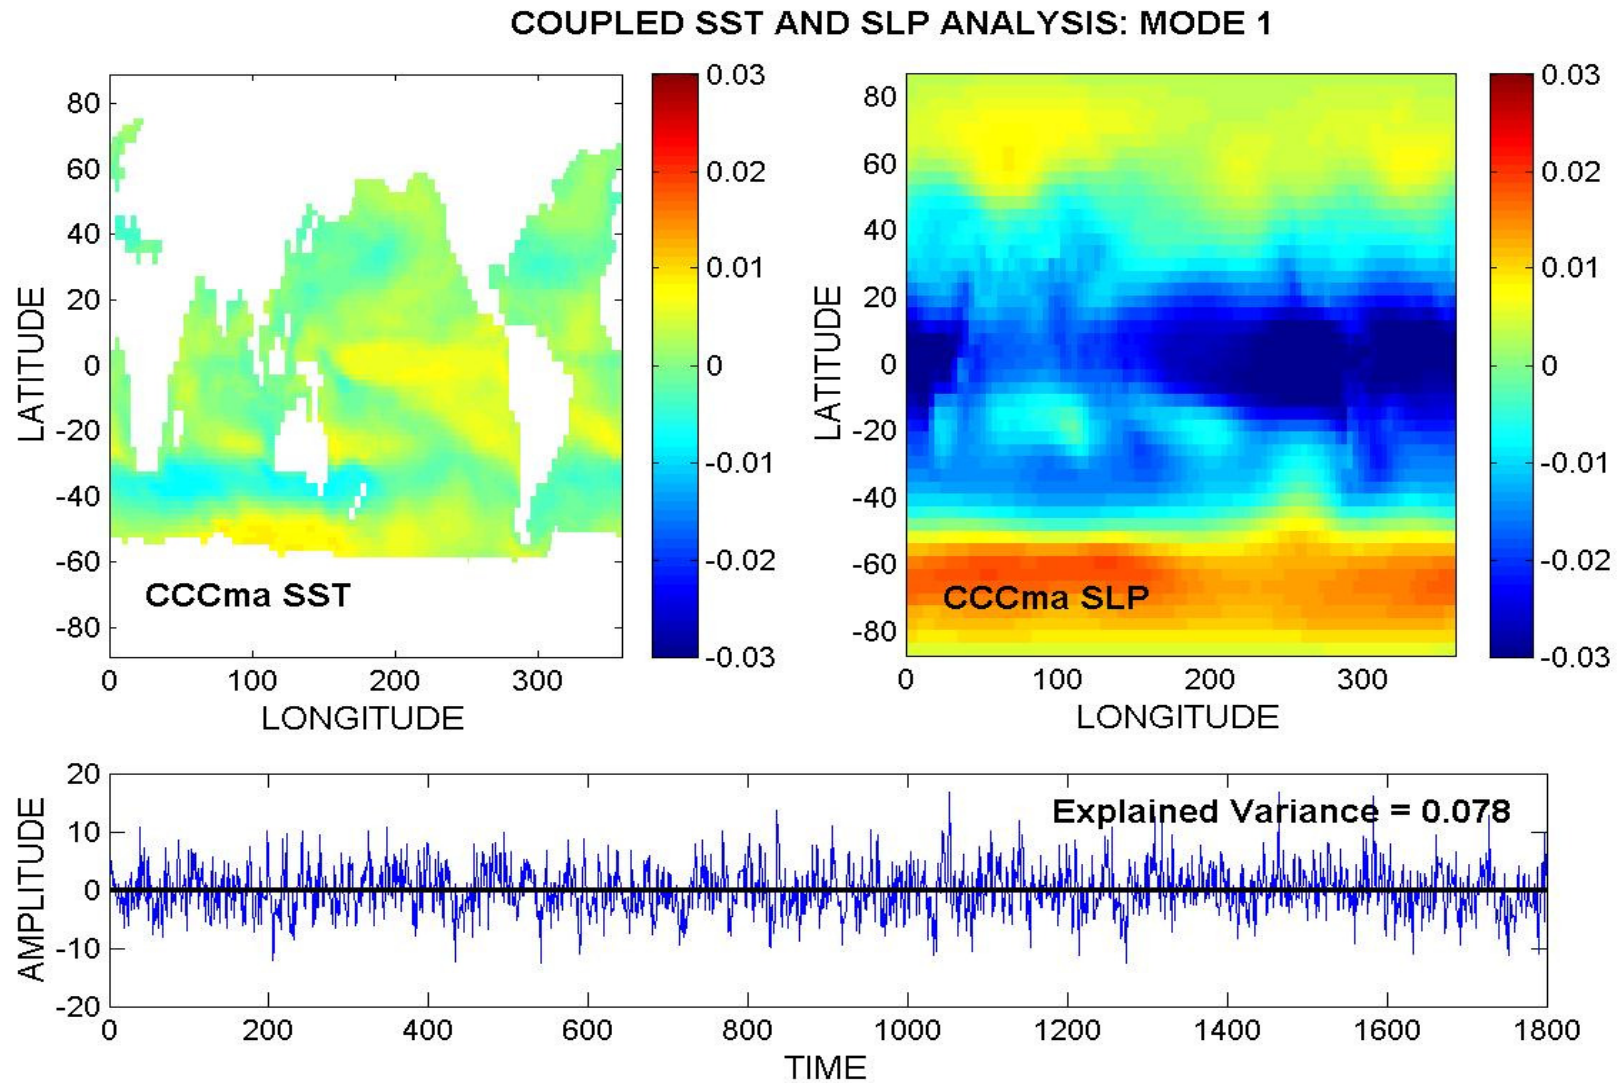 COUPLED SST AND SLP ANALYSIS: MODE 1
80
60
40
20
0
-20
-40
-60
-80
LATITUDE
0 100 200 300
LONGITUDE
CCCma SST
0.03
0.02
0.01
0
-0.01
-0.02
-0.03
80
60
40
20
0
-20
-40
-60
-80
LATITUDE
0 100 200 300
LONGITUDE
CCCma SLP
0.03
0.02
0.01
0
-0.01
-0.02
-0.03
20
10
0
-10
-20
AMPLITUDE
Explained Variance = 0.078
0 200 400 600 800 1000 1200 1400 1600 1800
TIME